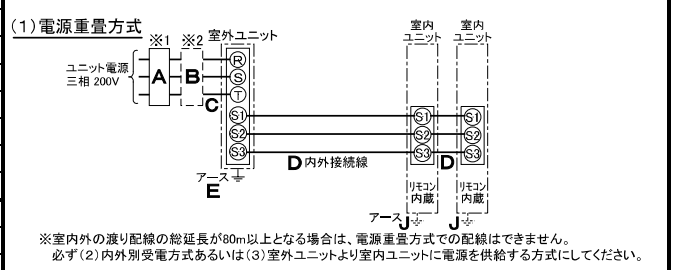 (1)電源重畳方式
※1 ※2 室外ユニット
室内
ユニット
室内
ユニット
ユニット電源
三相 200V
A
B
C
R
S
T
S1
S2
S3
S1
S2
S3
S1
S2
S3
D 内外接続線
D
アース
E
リモコン
内蔵
リモコン
内蔵
アース J
J
※室内外の渡り配線の総延長が80m以上となる場合は、電源重畳方式での配線はできません。
必ず(2)内外別受電方式あるいは(3)室外ユニットより室内ユニットに電源を供給する方式にしてください。